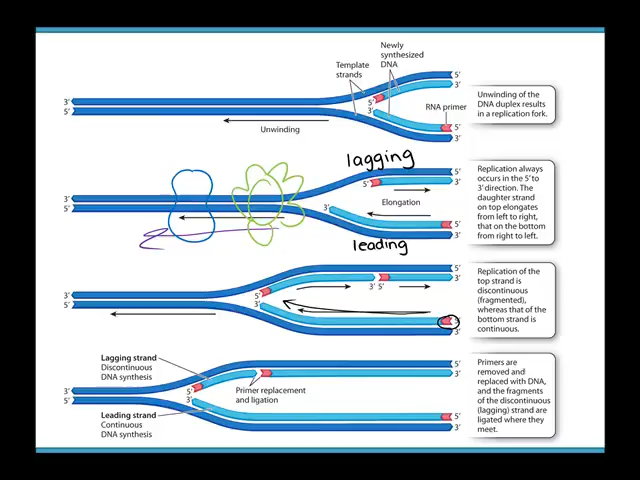 Newly
synthesized
DNA
Template
strands
5'
3'
3'
5'
5'
3'
RNA primer
5'
3'
Unwinding
Unwinding of the
DNA duplex results
in a replication fork.
lagging
5'
3'
5'
3'
5'
Elongation
3'
5'
3'
leading
Replication always
occurs in the 5' to
3' direction. The
daughter strand
on top elongates
from left to right,
that on the bottom
from right to left.
5'
3' 5'
3'
5'
3'
5'
3'
5'
3'
Replication of the
top strand is
discontinuous
(fragmented),
whereas that of the
bottom strand is
continuous.
Lagging strand
Discontinuous
DNA synthesis
5'
3'
3'
5'
5'
3'
Primer replacement
and ligation
Leading strand
Continuous
DNA synthesis
5'
3'
Primers are
removed and
replaced with DNA,
and the fragments
of the discontinuous
(lagging) strand are
ligated where they
meet.